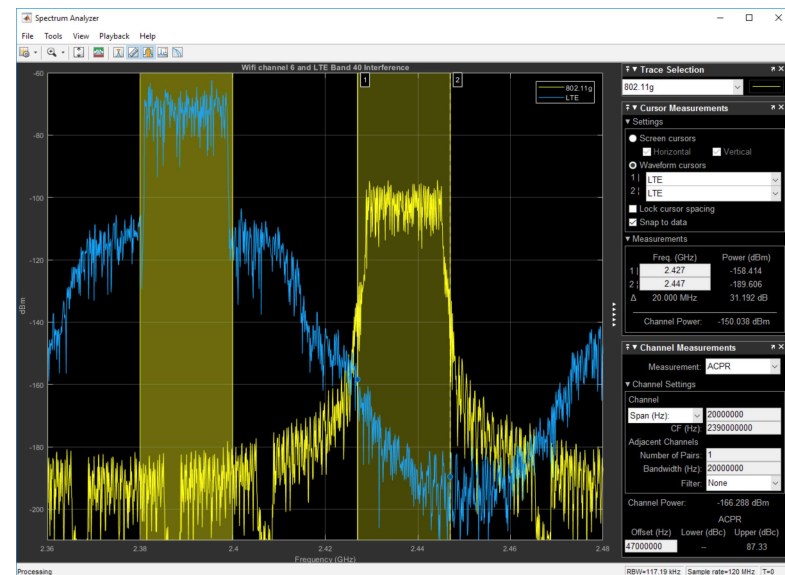 Spectrum Analyzer
File Tools View Playback Help
Wifi channel 6 and LTE Band 40 Interference
-60
-80
-100
-120
-140
-160
-180
-200
dBm
2.36 2.38 2.4 2.42 2.44 2.46 2.48
Frequency (GHz)
1 2
802.11g
LTE
Trace Selection
802.11g
Cursor Measurements
Settings
Screen cursors
Horizontal Vertical
Waveform cursors
1 LTE
2 LTE
Lock cursor spacing
Snap to data
Measurements
Freq. (GHz) Power (dBm)
1 2.427 -158.414
2 2.447 -189.606
Δ 20.000 MHz 31.192 dB
Channel Power: -150.038 dBm
Channel Measurements
Measurement: ACPR
Channel Settings
Channel
Span (Hz): 20000000
CF (Hz): 2390000000
Adjacent Channels
Number of Pairs: 1
Bandwidth (Hz): 20000000
Filter: None
Channel Power: -166.288 dBm
ACPR
Offset (Hz) Lower (dBc) Upper (dBc)
47000000 – 87.33
Processing
RBW=117.19 kHz Sample rate=120 MHz T=0